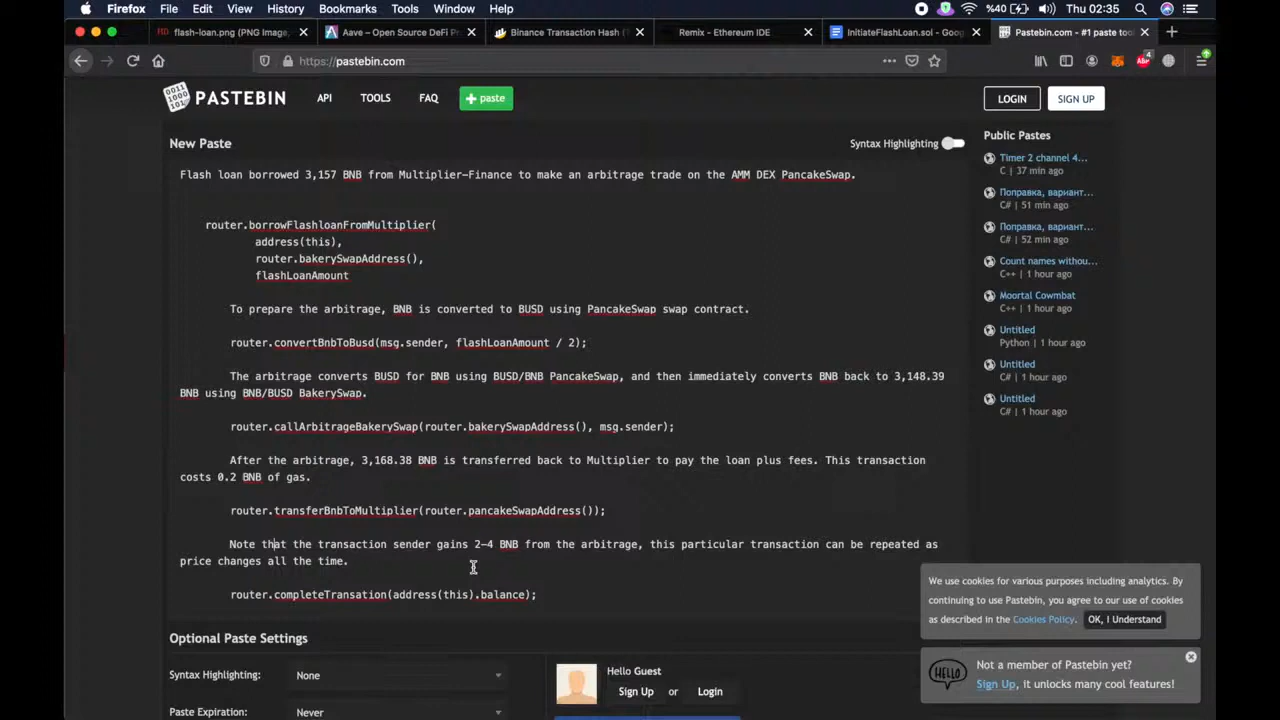 Firefox File Edit View History Bookmarks Tools Window Help %40 Thu 02:35
flash-loan.png (PNG Image, Aave – Open Source DeFi Pr Binance Transaction Hash (T Remix - Ethereum IDE InitiateFlashLoan.sol - Goog Pastebin.com - #1 paste too
https://pastebin.com
PASTEBIN API TOOLS FAQ + paste LOGIN SIGN UP
New Paste
Syntax Highlighting
Flash loan borrowed 3,157 BNB from Multiplier-Finance to make an arbitrage trade on the AMM DEX PancakeSwap.
router.borrowFlashloanFromMultiplier(
address(this),
router.bakerySwapAddress(),
flashLoanAmount
To prepare the arbitrage, BNB is converted to BUSD using PancakeSwap swap contract.
router.convertBnbToBusd(msg.sender, flashLoanAmount / 2);
The arbitrage converts BUSD for BNB using BUSD/BNB PancakeSwap, and then immediately converts BNB back to 3,148.39
BNB using BNB/BUSD BakerySwap.
router.callArbitrageBakerySwap(router.bakerySwapAddress(), msg.sender);
After the arbitrage, 3,168.38 BNB is transferred back to Multiplier to pay the loan plus fees. This transaction
costs 0.2 BNB of gas.
router.transferBnbToMultiplier(router.pancakeSwapAddress());
Note that the transaction sender gains 2-4 BNB from the arbitrage, this particular transaction can be repeated as
price changes all the time.
router.completeTransation(address(this).balance);
Public Pastes
Timer 2 channel 4...
C | 37 min ago
Поправка, вариант...
C# | 51 min ago
Поправка, вариант...
C# | 52 min ago
Count names withou...
C++ | 1 hour ago
Moortal Cowmbat
C++ | 1 hour ago
Untitled
Python | 1 hour ago
Untitled
C# | 1 hour ago
Untitled
C# | 1 hour ago
Optional Paste Settings
Syntax Highlighting: None
Paste Expiration: Never
Hello Guest
Sign Up or Login
We use cookies for various purposes including analytics. By
continuing to use Pastebin, you agree to our use of cookies
as described in the Cookies Policy. OK, I Understand
HELLO
Not a member of Pastebin yet?
Sign Up, it unlocks many cool features!